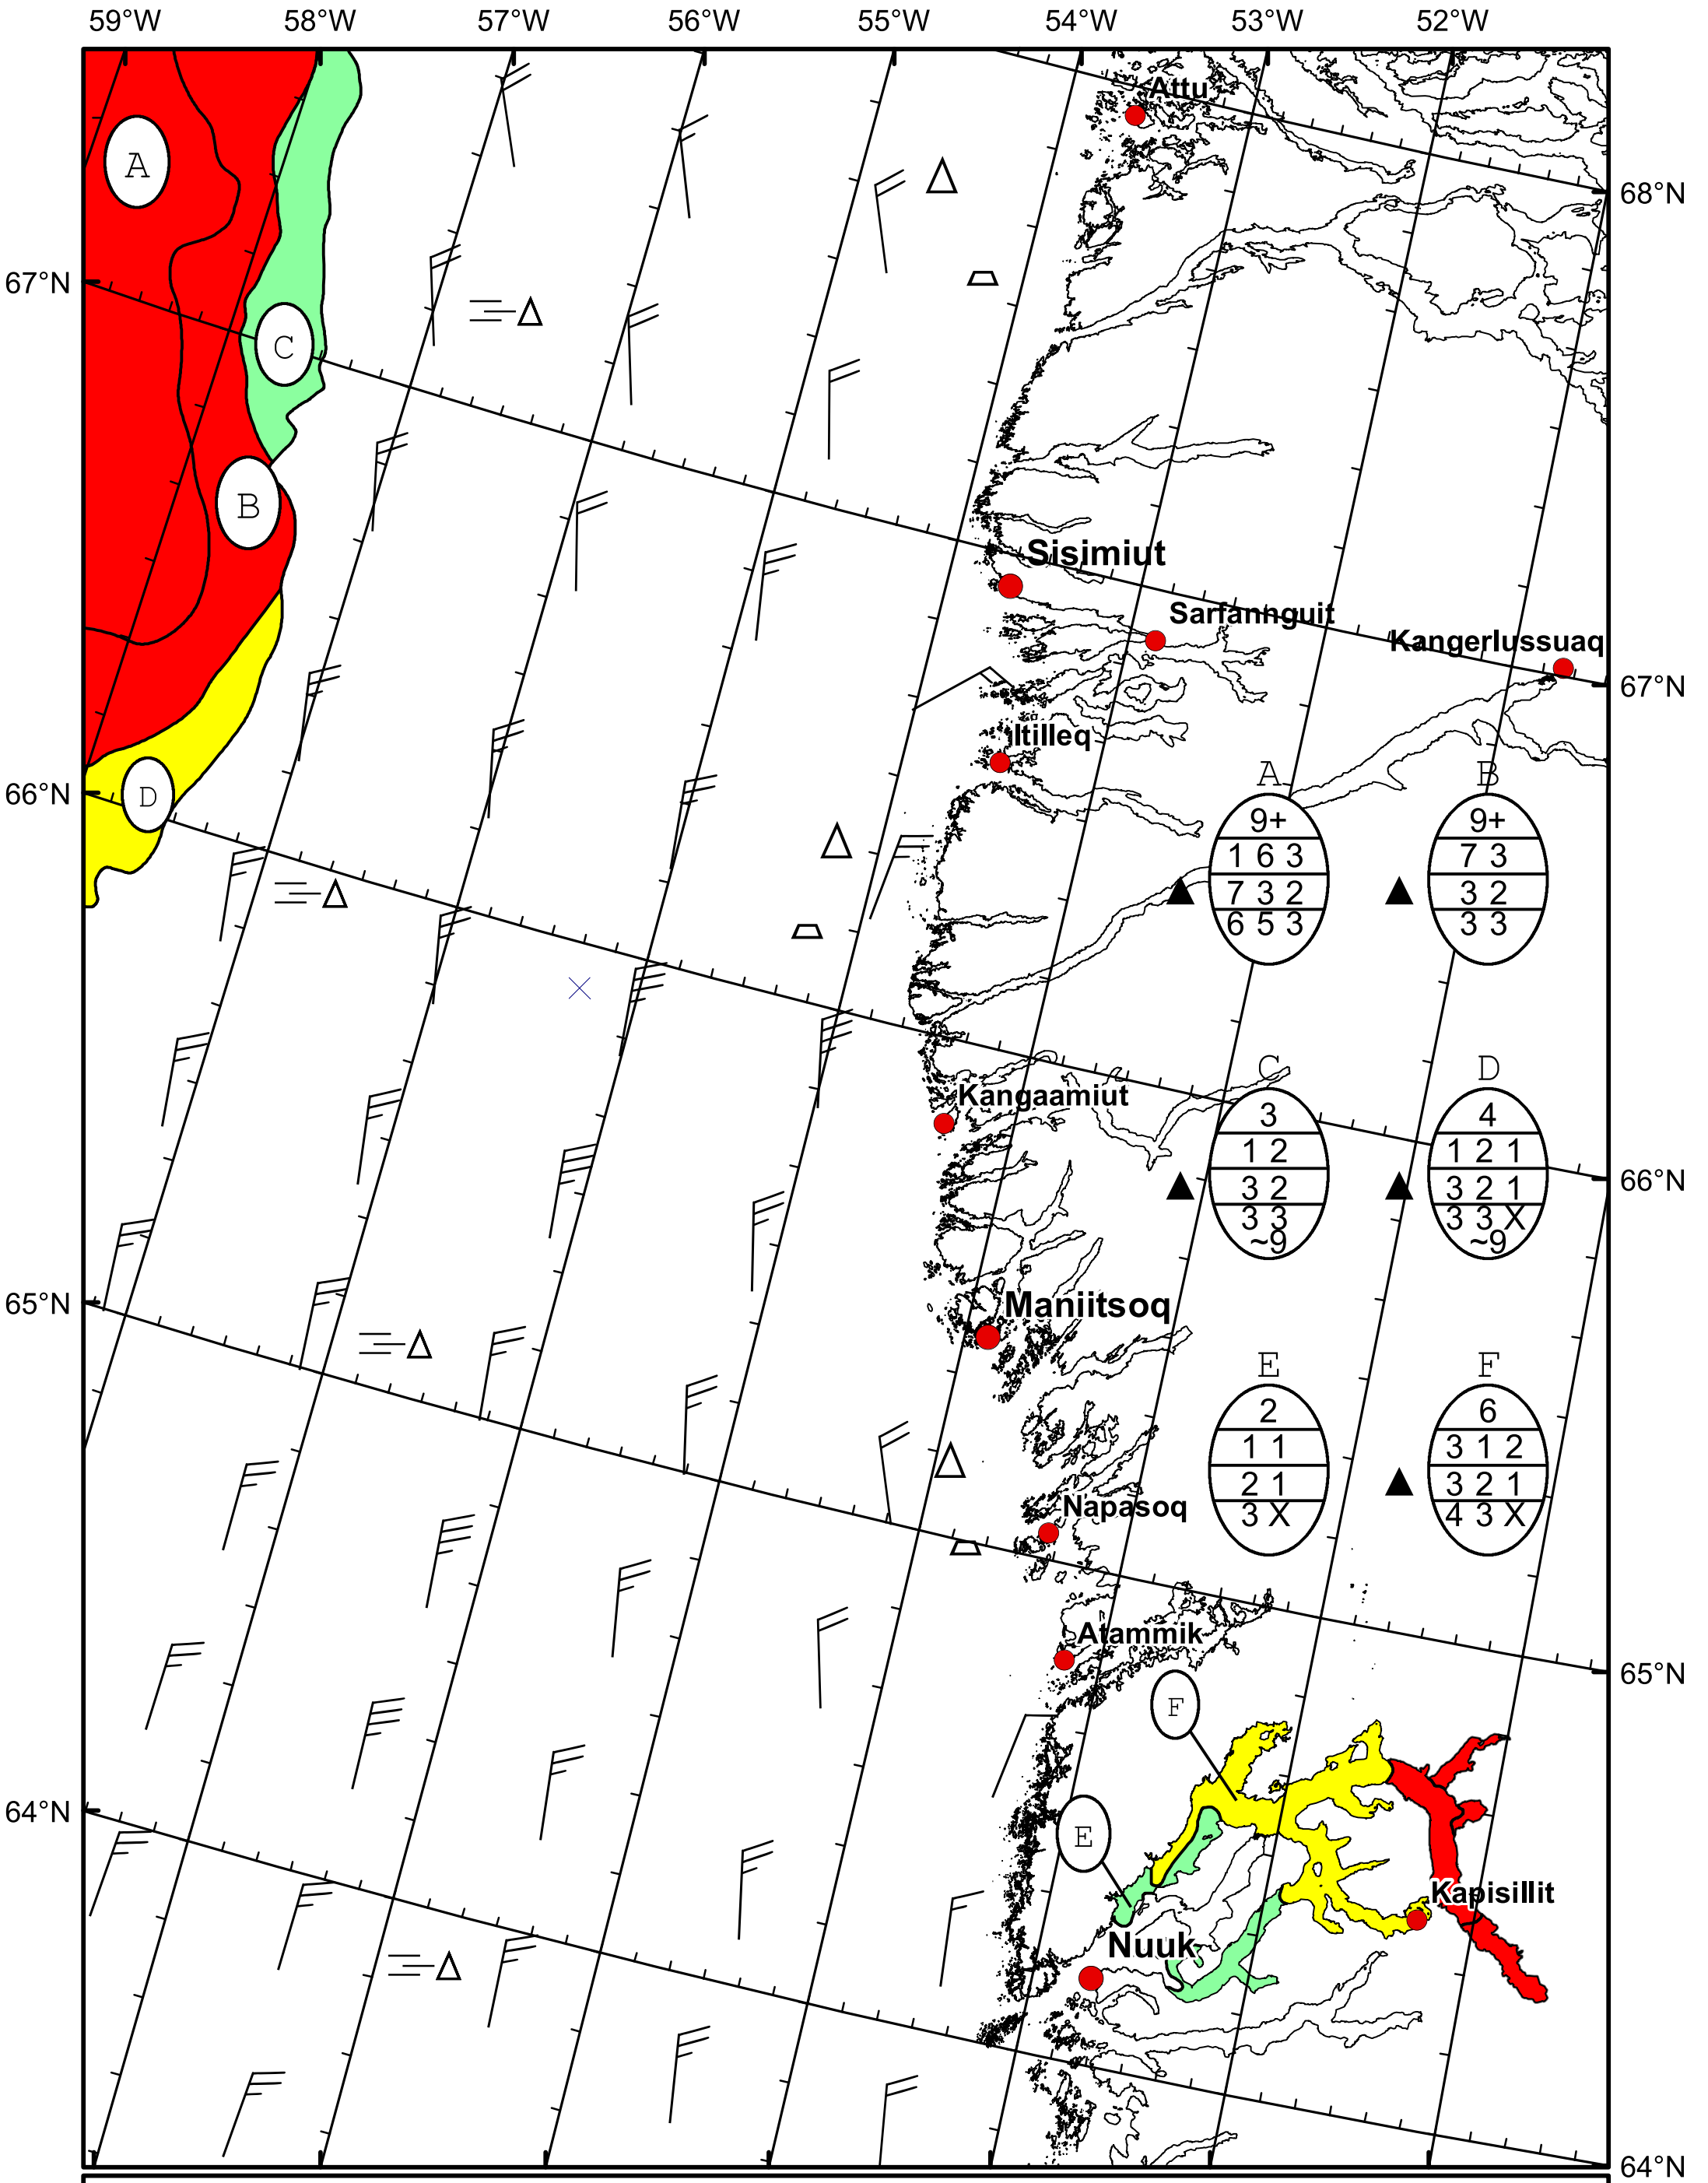 59°W 58°W 57°W 56°W 55°W 54°W 53°W 52°W
Attu
A
68°N
67°N
C
B
Sisimiut
Sarfannguit
Kangerlussuaq
67°N
Itilleq
66°N
D
A B
9+ 9+
1 6 3 7 3
7 3 2 3 2
6 5 3 3 3
Kangaamiut
C D
3 4
1 2 1 2 1
3 2 3 2 1
3 3 3 3 X
~9 ~9
66°N
65°N
Maniitsoq
E F
2 6
1 1 3 1 2
2 1 3 2 1
3 X 4 3 X
Napasoq
Atammik
65°N
F
64°N
E
Kapisillit
Nuuk
64°N